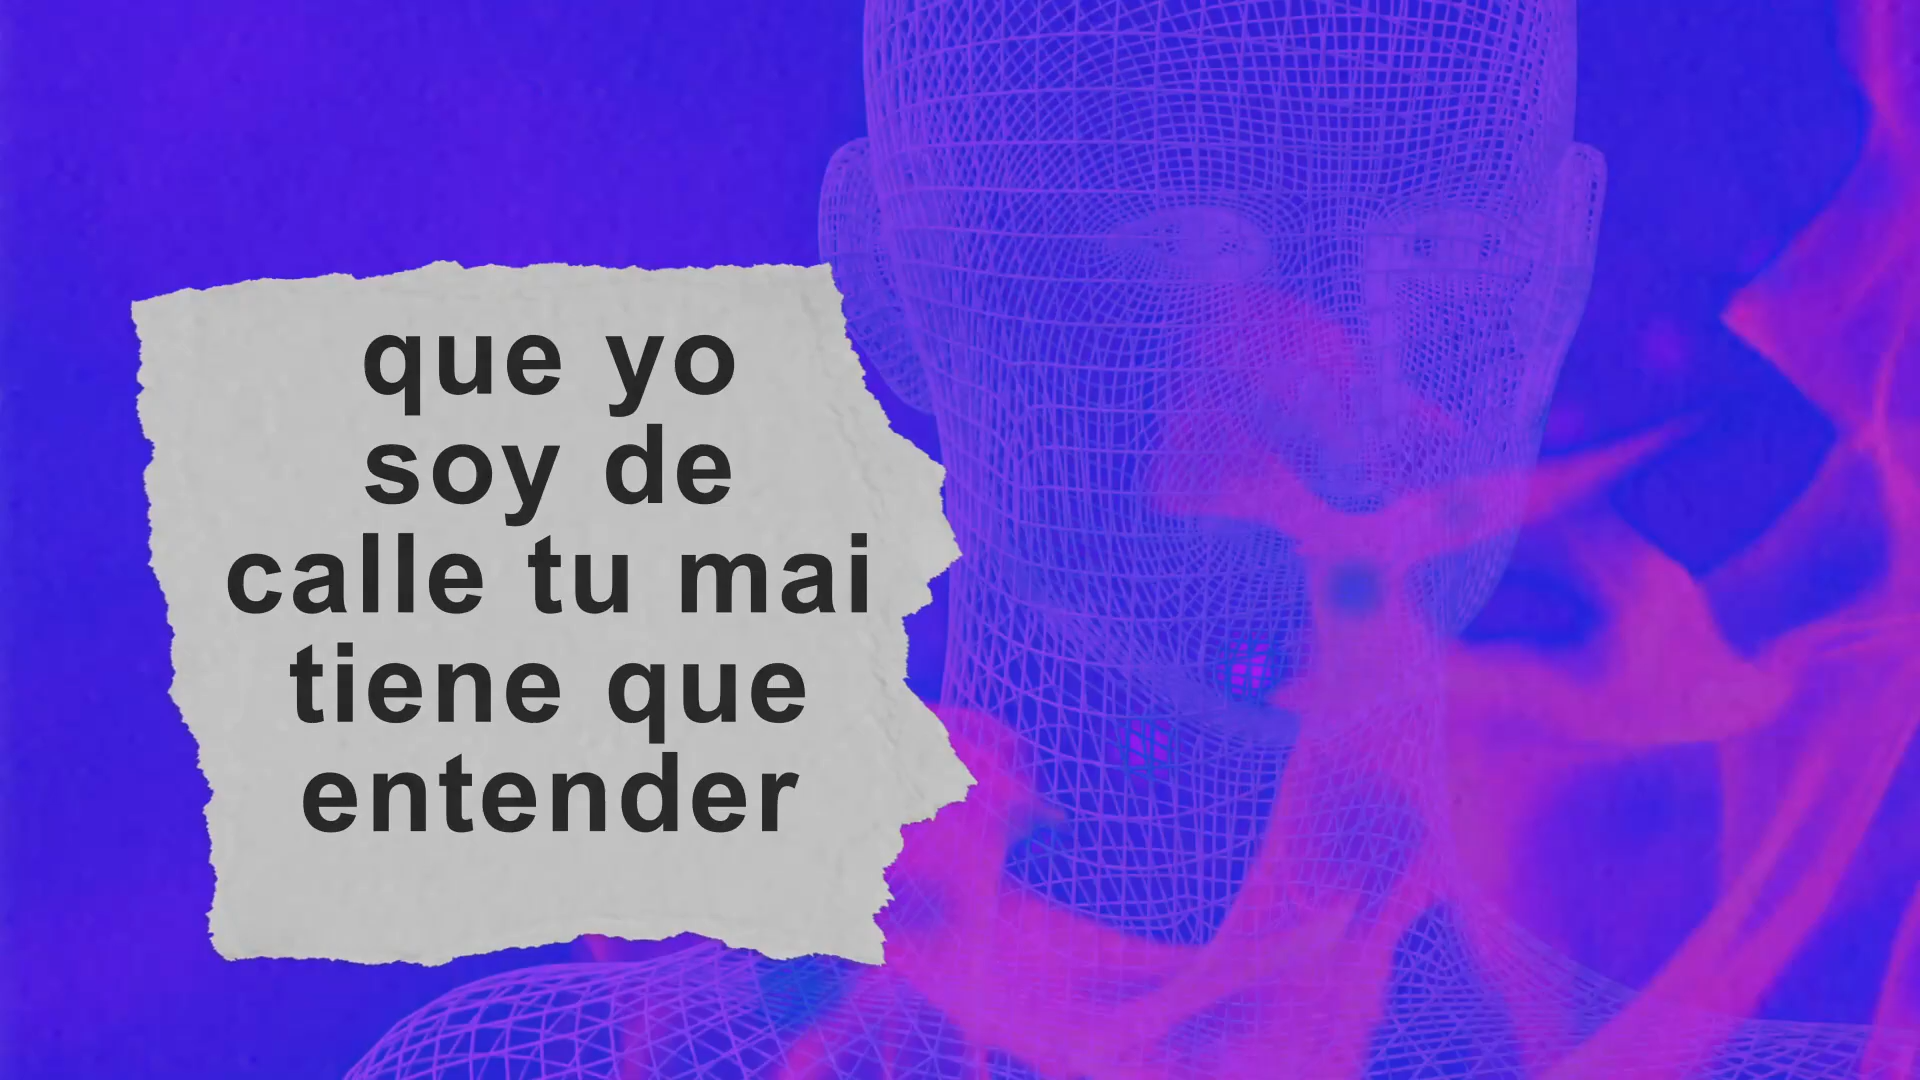 que yo
soy de
calle tu mai
tiene que
entender